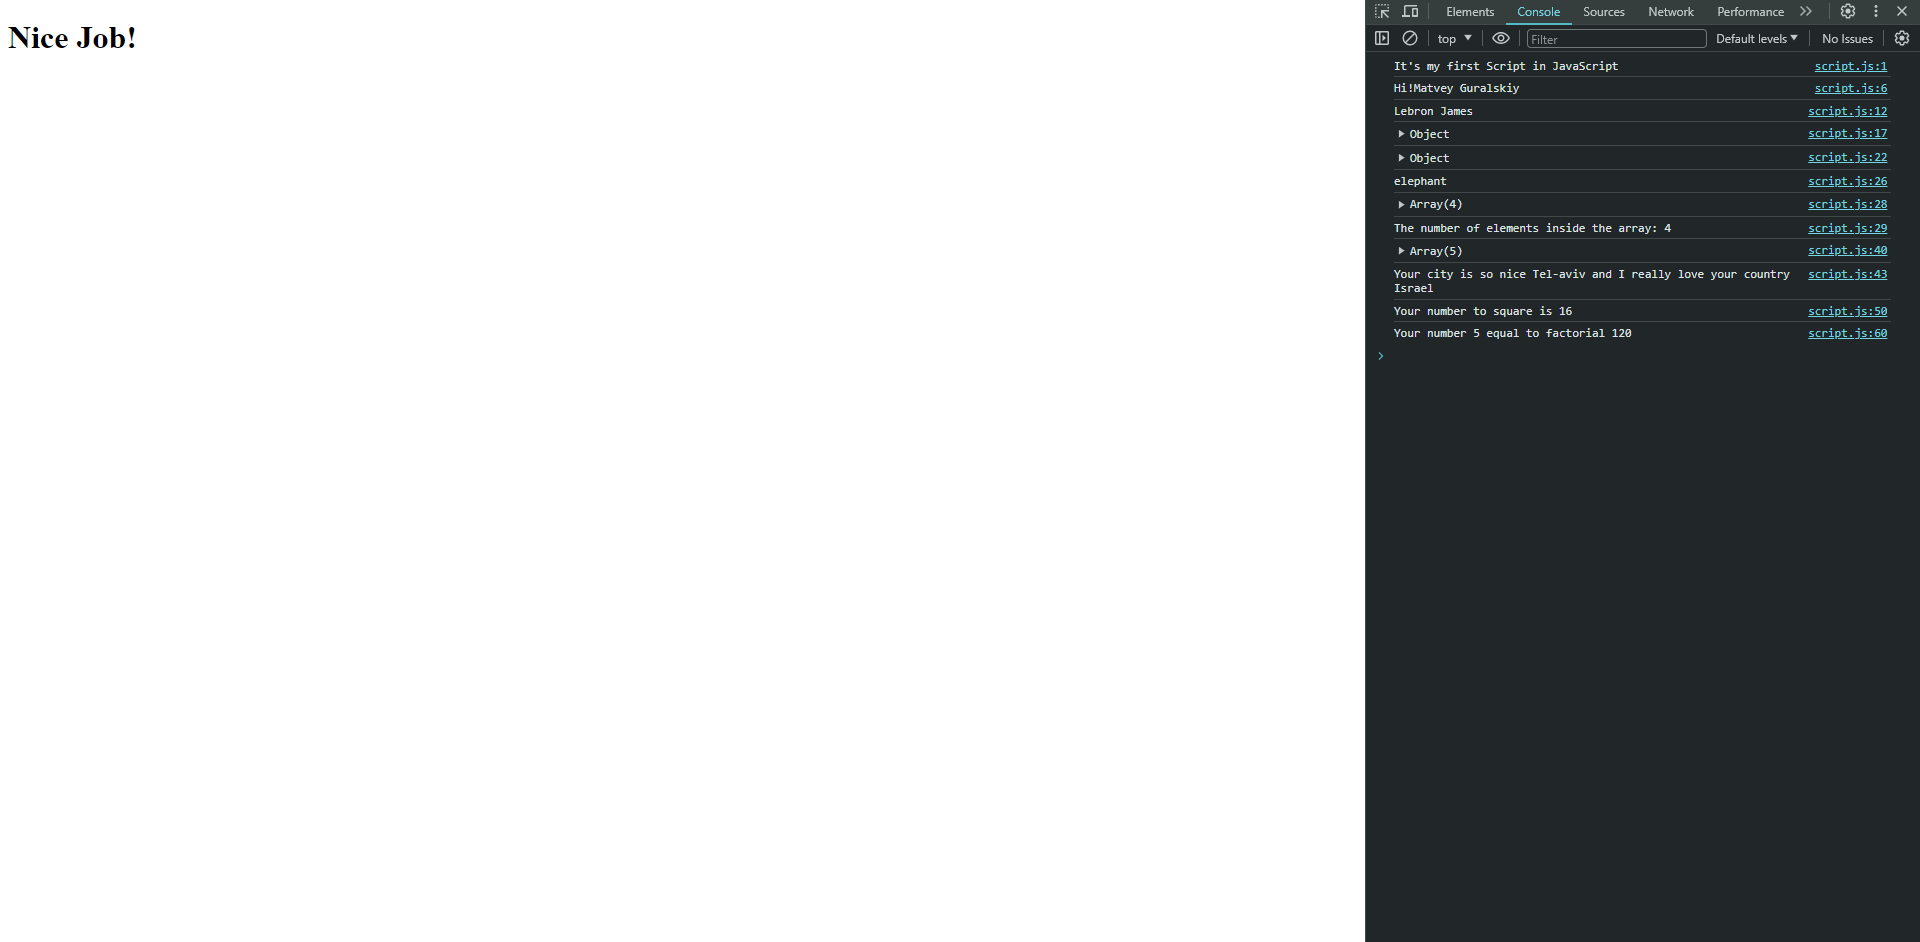 Nice Job!
Elements Console Sources Network Performance
top Filter Default levels No Issues
It's my first Script in JavaScript script.js:1
Hi!Matvey Guralskiy script.js:6
Lebron James script.js:12
Object script.js:17
Object script.js:22
elephant script.js:26
Array(4) script.js:28
The number of elements inside the array: 4 script.js:29
Array(5) script.js:40
Your city is so nice Tel-aviv and I really love your country script.js:43
Israel
Your number to square is 16 script.js:50
Your number 5 equal to factorial 120 script.js:60